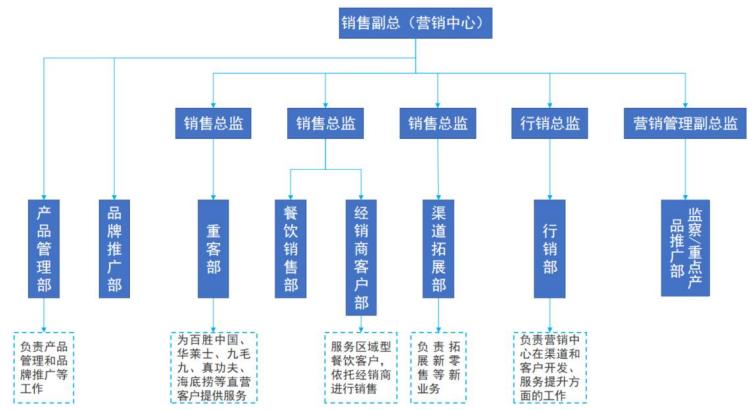 销售副总（营销中心）
销售总监
销售总监
销售总监
行销总监
营销管理副总监
产品管理部
品牌推广部
重客部
餐饮销售部
经销商客户部
渠道拓展部
行销部
监察/重点产
品推广部
负责产品
管理和品
牌推广等
工作
为百胜中国、
华莱士、九毛
九、真功夫、
海底捞等直营
客户提供服务
服务区域型
餐饮客户，
依托经销商
进行销售
负责拓
展新零
售等新
业务
负责营销中
心在渠道和
客户开发、
服务提升方
面的工作